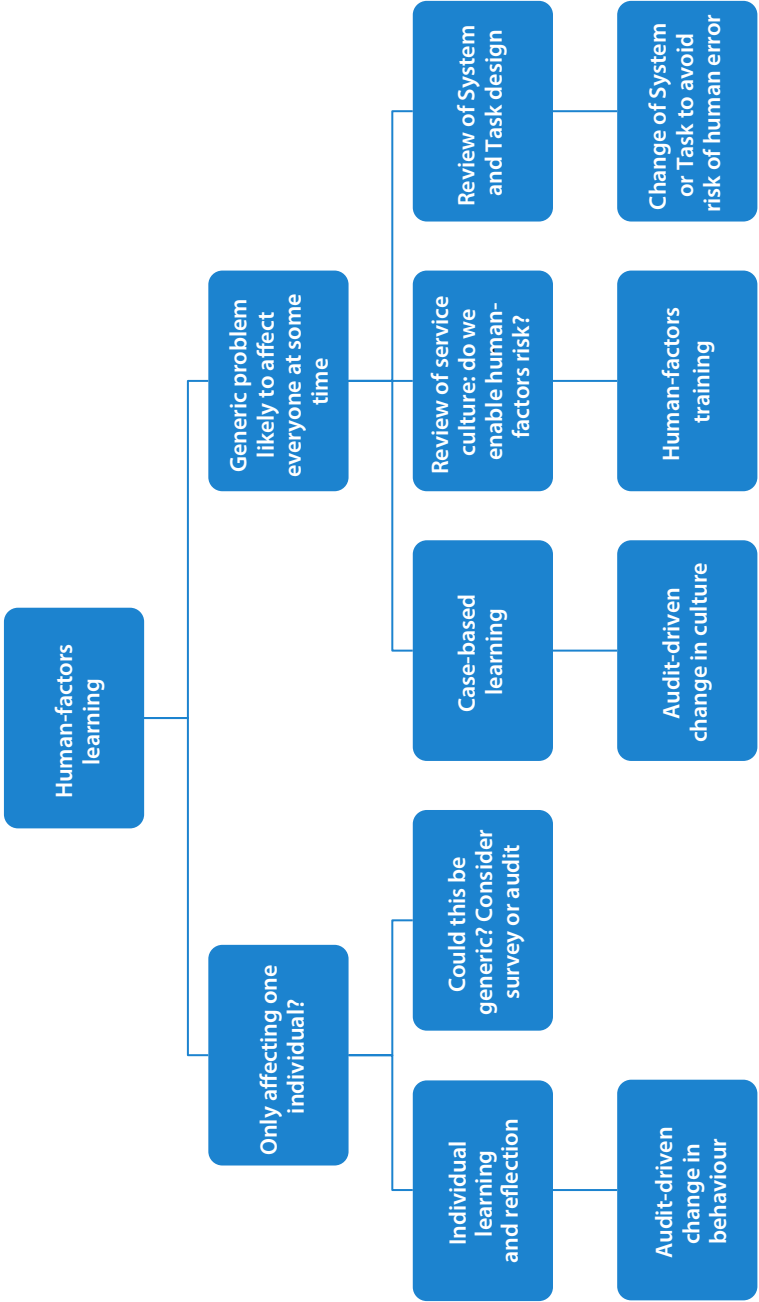 Human-factors
learning
Only affecting one
individual?
Generic problem
likely to affect
everyone at some
time
Individual
learning
and reflection
Could this be
generic? Consider
survey or audit
Case-based
learning
Review of service
culture: do we
enable human-
factors risk?
Review of System
and Task design
Audit-driven
change in
behaviour
Audit-driven
change in culture
Human-factors
training
Change of System
or Task to avoid
risk of human error